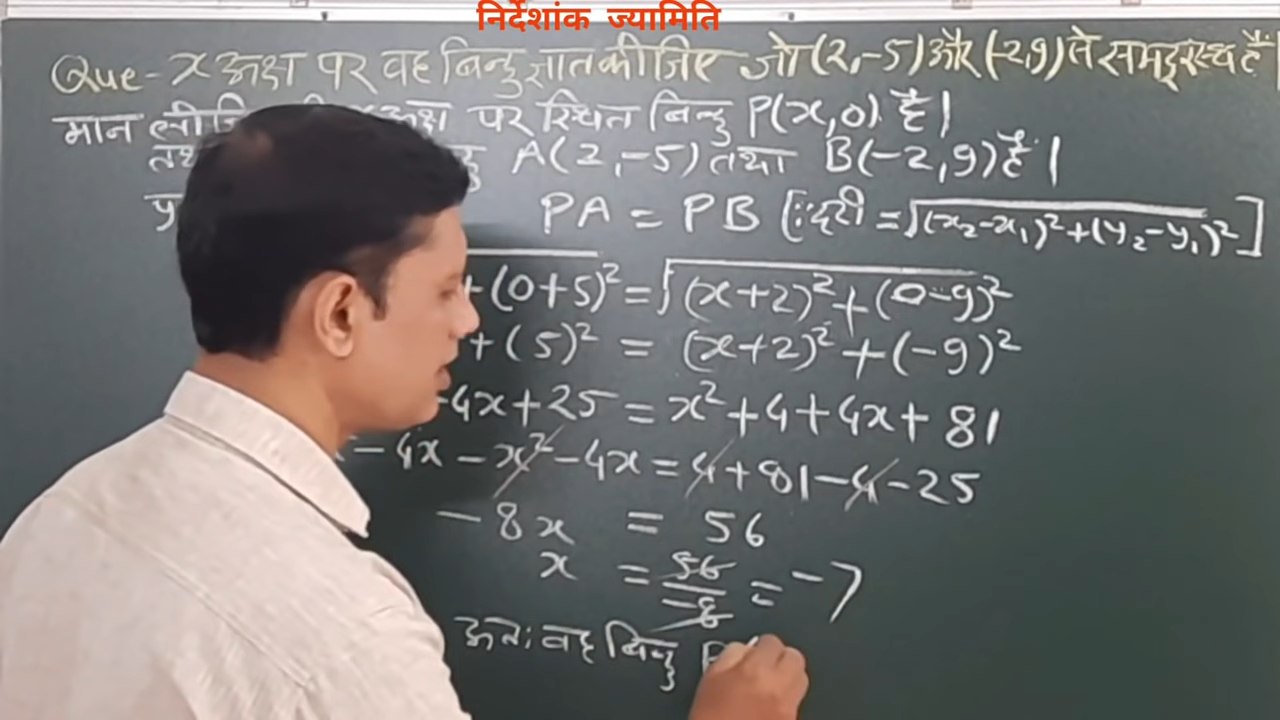 निर्देशांक ज्यामिति
Que - x अक्ष पर वह बिन्दु ज्ञात कीजिए जो (2,-5) और (-2,9) से समदूरस्थ है।
मान पर स्थित बिन्दु P(x,0) है।
A(2,-5) तथा B(-2,9) है।
PA = PB [∵ दूरी = √(x₂-x₁)²+(y₂-y₁)²]
+(0+5)² = √(x+2)²+(0-9)²
+(5)² = (x+2)²+(-9)²
-4x+25 = x²+4+4x+81
-4x-x²-4x = 4+81-4-25
-8x = 56
x = 56/-8 = -7
अतः वह बिन्दु P